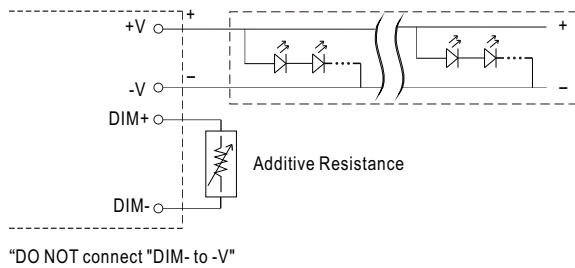 +V + +
-V − −
DIM+
Additive Resistance
DIM-
“DO NOT connect "DIM- to -V"